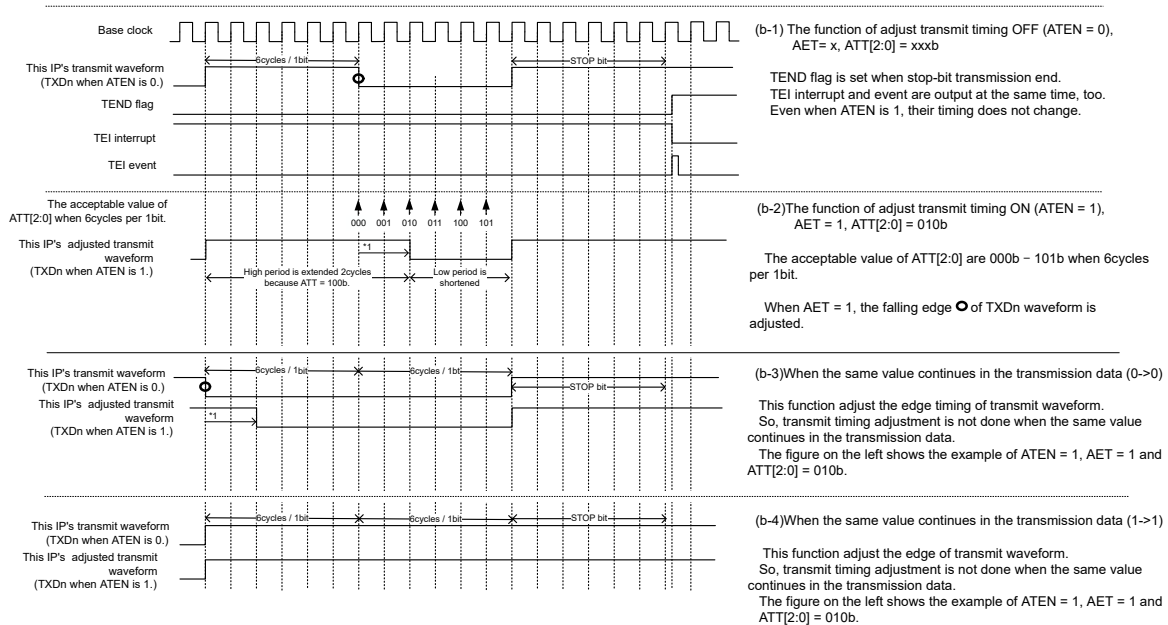 Base clock
6cycles / 1bit
STOP bit
This IP's transmit waveform
(TXDn when ATEN is 0.)
TEND flag
TEI interrupt
TEI event
(b-1) The function of adjust transmit timing OFF (ATEN = 0),
AET= x, ATT[2:0] = xxxb
TEND flag is set when stop-bit transmission end.
TEI interrupt and event are output at the same time, too.
Even when ATEN is 1, their timing does not change.
The acceptable value of
ATT[2:0] when 6cycles per 1bit.
000 001 010 011 100 101
This IP's adjusted transmit
waveform
(TXDn when ATEN is 1.)
*1
High period is extended 2cycles
because ATT = 100b.
Low period is
shortened
(b-2)The function of adjust transmit timing ON (ATEN = 1),
AET = 1, ATT[2:0] = 010b
The acceptable value of ATT[2:0] are 000b − 101b when 6cycles
per 1bit.
When AET = 1, the falling edge O of TXDn waveform is
adjusted.
This IP's transmit waveform
(TXDn when ATEN is 0.)
6cycles / 1bit
6cycles / 1bt
STOP bit
This IP's adjusted transmit
waveform
(TXDn when ATEN is 1.)
*1
(b-3)When the same value continues in the transmission data (0->0)
This function adjust the edge timing of transmit waveform.
So, transmit timing adjustment is not done when the same value
continues in the transmission data.
The figure on the left shows the example of ATEN = 1, AET = 1 and
ATT[2:0] = 010b.
This IP's transmit waveform
(TXDn when ATEN is 0.)
6cycles / 1bit
6cycles / 1bit
STOP bit
This IP's adjusted transmit
waveform
(TXDn when ATEN is 1.)
(b-4)When the same value continues in the transmission data (1->1)
This function adjust the edge of transmit waveform.
So, transmit timing adjustment is not done when the same value
continues in the transmission data.
The figure on the left shows the example of ATEN = 1, AET = 1 and
ATT[2:0] = 010b.